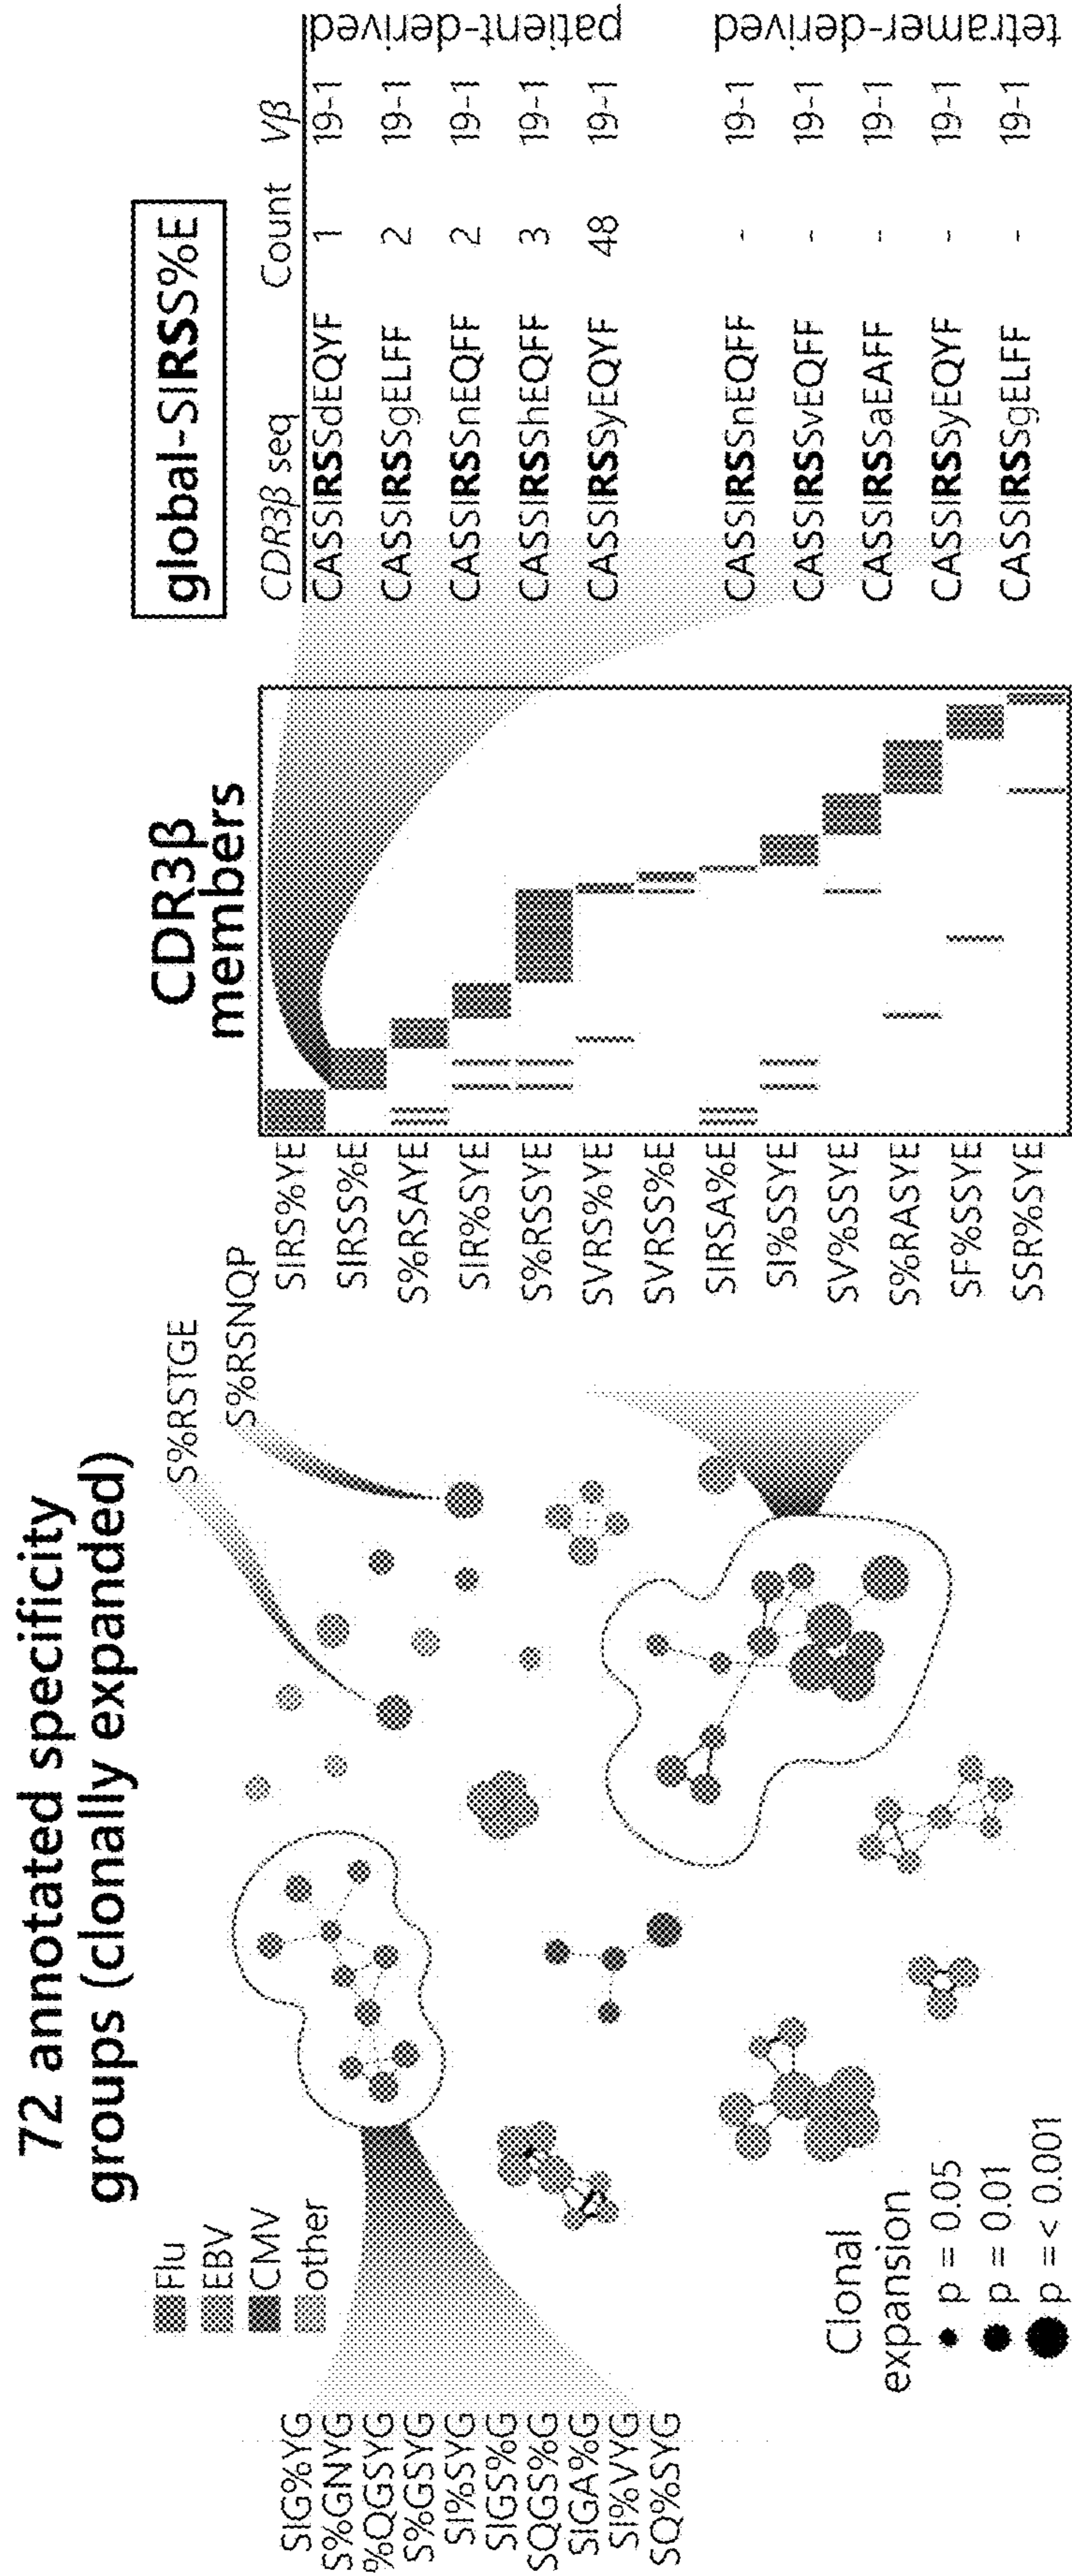 72 annotated specificity
groups (clonally expanded)
Flu
EBV
CMV
other
S%RSTGE
S%RSNQP
SIG%YG
S%GNYG
%QGSYG
S%GSYG
SI%SYG
SIGS%G
SQGS%G
SIGA%G
SI%VYG
SQ%SYG
Clonal
expansion
p = 0.05
p = 0.01
p = < 0.001
CDR3β
members
SIRS%YE
SIRSS%E
S%RSAYE
SIR%SYE
S%RSSYE
SVRS%YE
SVRSS%E
SIRSA%E
SI%SSYE
SV%SSYE
S%RASYE
SF%SSYE
SSR%SYE
global-SIRSS%E
CDR3β seq Count Vβ
CASSIRSSdEQYF 1 19-1
CASSIRSSgELFF 2 19-1
CASSIRSSnEQFF 2 19-1
CASSIRSShEQFF 3 19-1
CASSIRSSyEQYF 48 19-1
patient-derived
CASSIRSSnEQFF - 19-1
CASSIRSSvEQFF - 19-1
CASSIRSSaEAFF - 19-1
CASSIRSSyEQYF - 19-1
CASSIRSSgELFF - 19-1
tetramer-derived